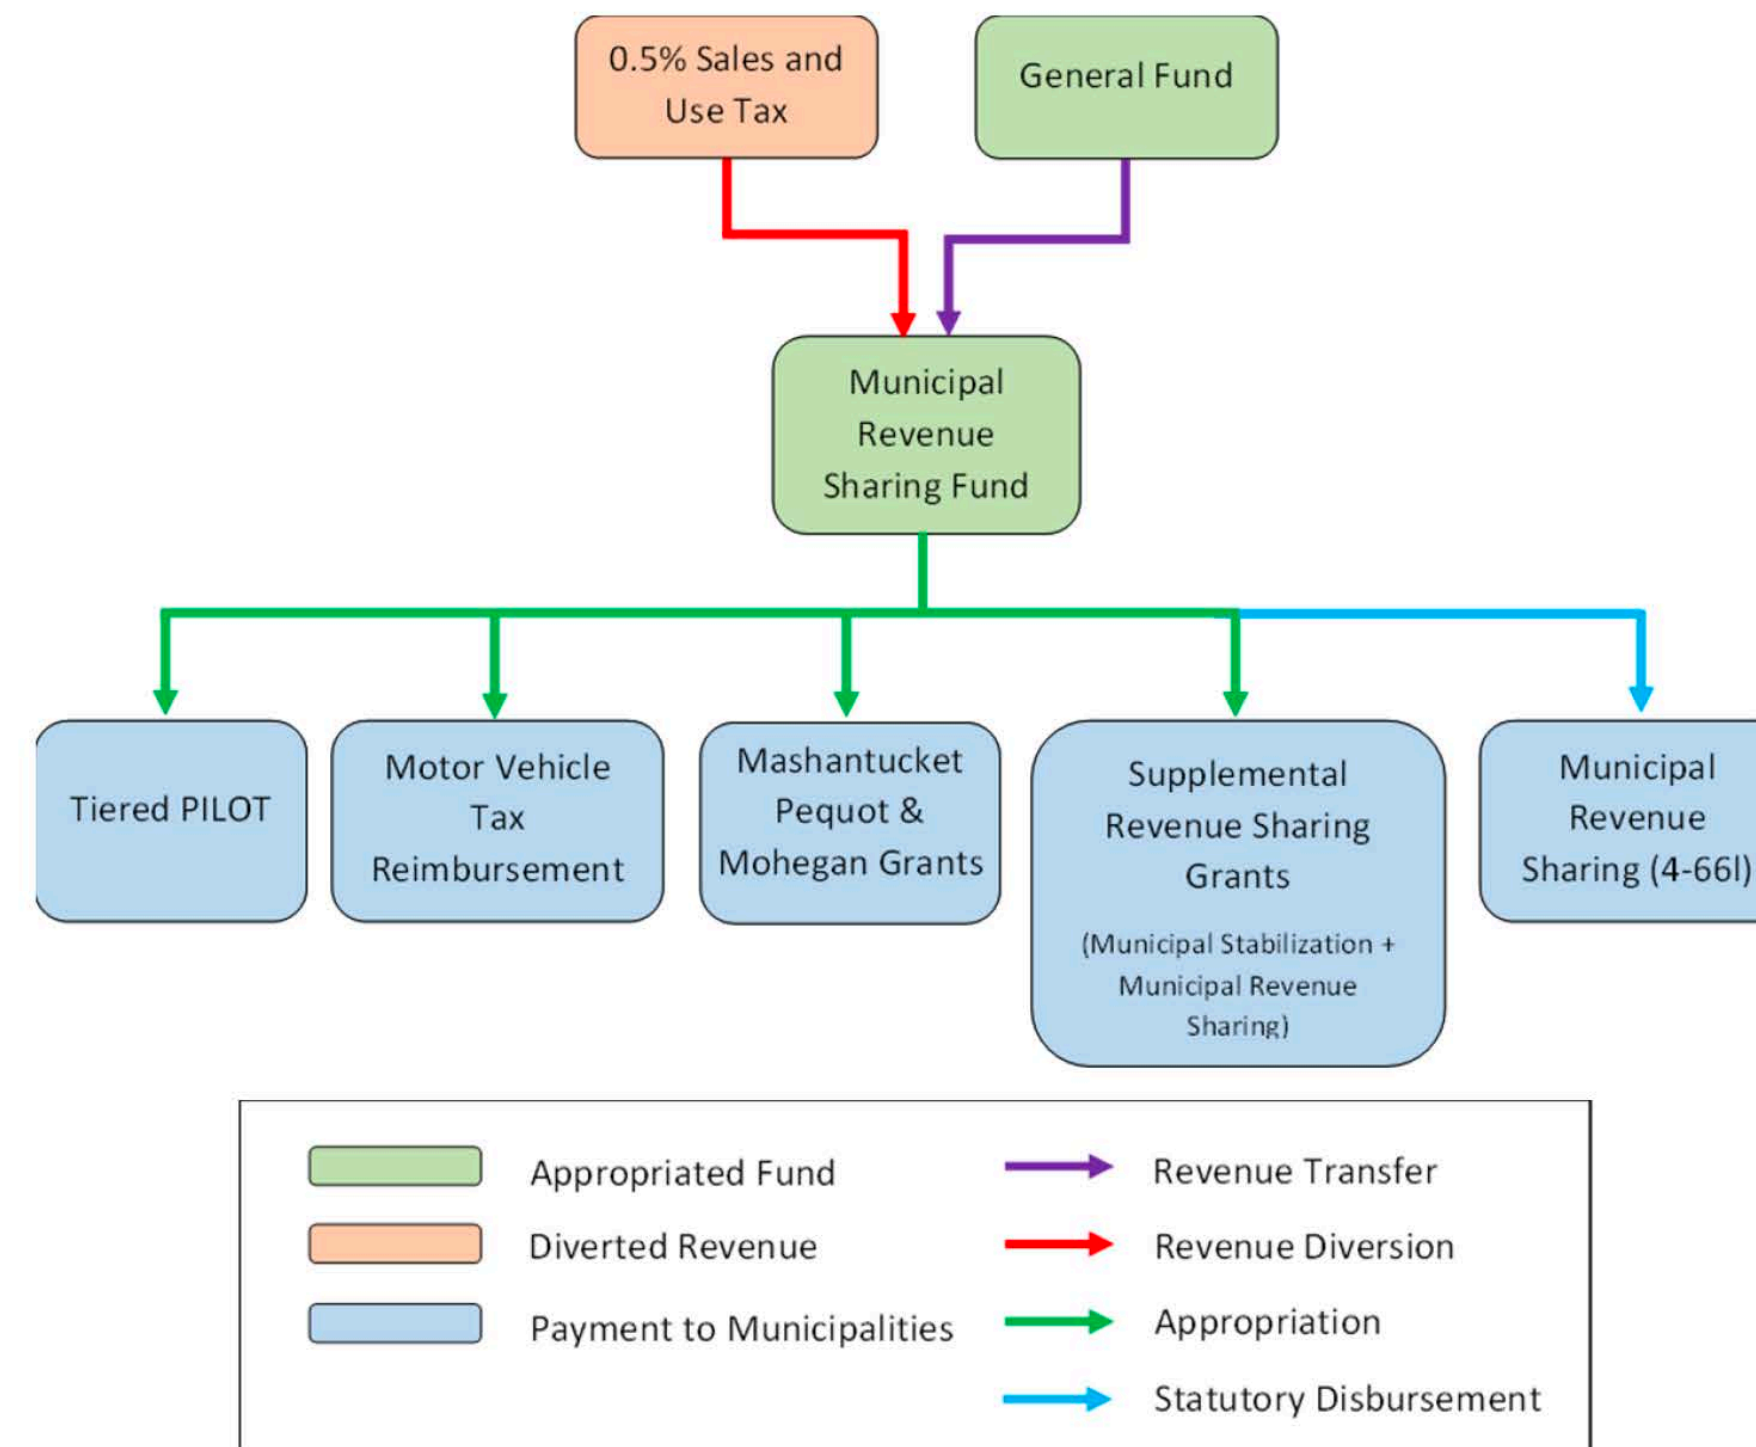 0.5% Sales and
Use Tax
General Fund
Municipal
Revenue
Sharing Fund
Tiered PILOT
Motor Vehicle
Tax
Reimbursement
Mashantucket
Pequot &
Mohegan Grants
Supplemental
Revenue Sharing
Grants
(Municipal Stabilization +
Municipal Revenue
Sharing)
Municipal
Revenue
Sharing (4-66l)
Appropriated Fund
Diverted Revenue
Payment to Municipalities
Revenue Transfer
Revenue Diversion
Appropriation
Statutory Disbursement